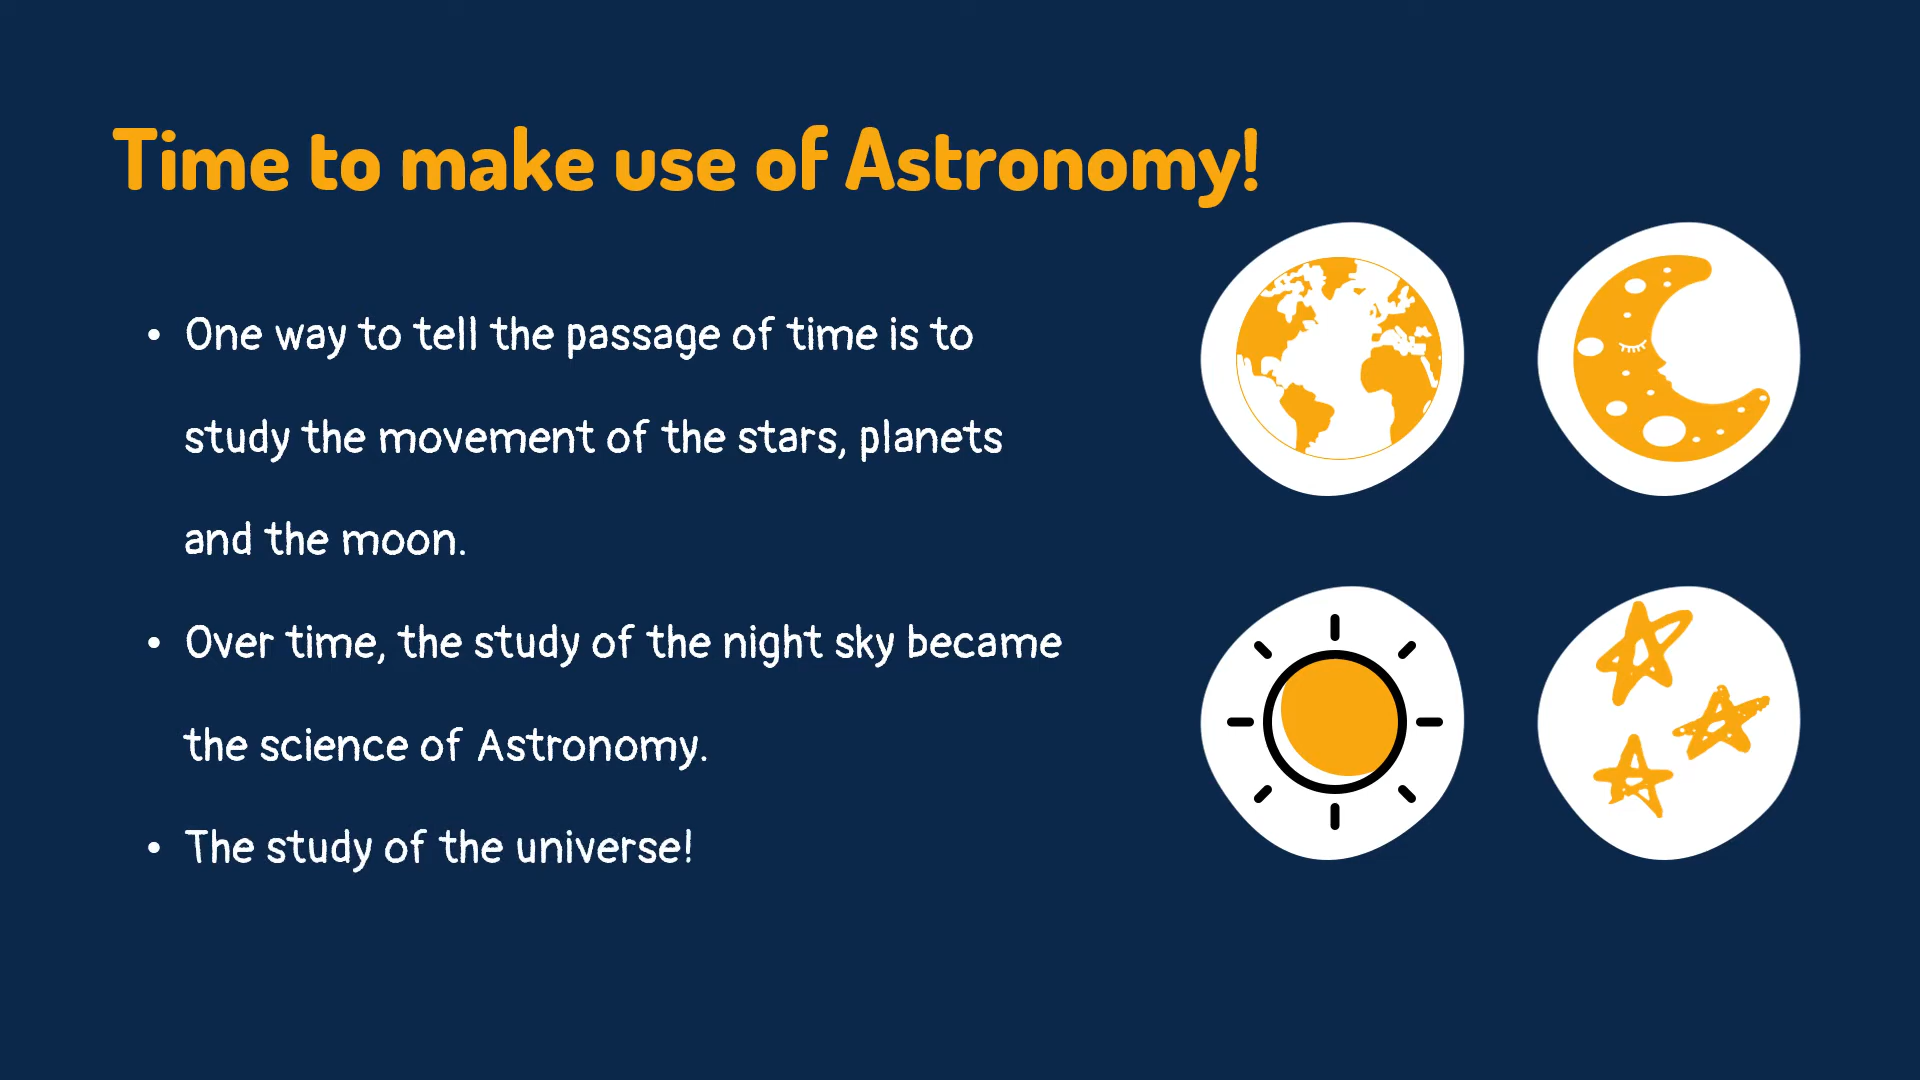 Time to make use of Astronomy!
• One way to tell the passage of time is to
study the movement of the stars, planets
and the moon.
• Over time, the study of the night sky became
the science of Astronomy.
• The study of the universe!